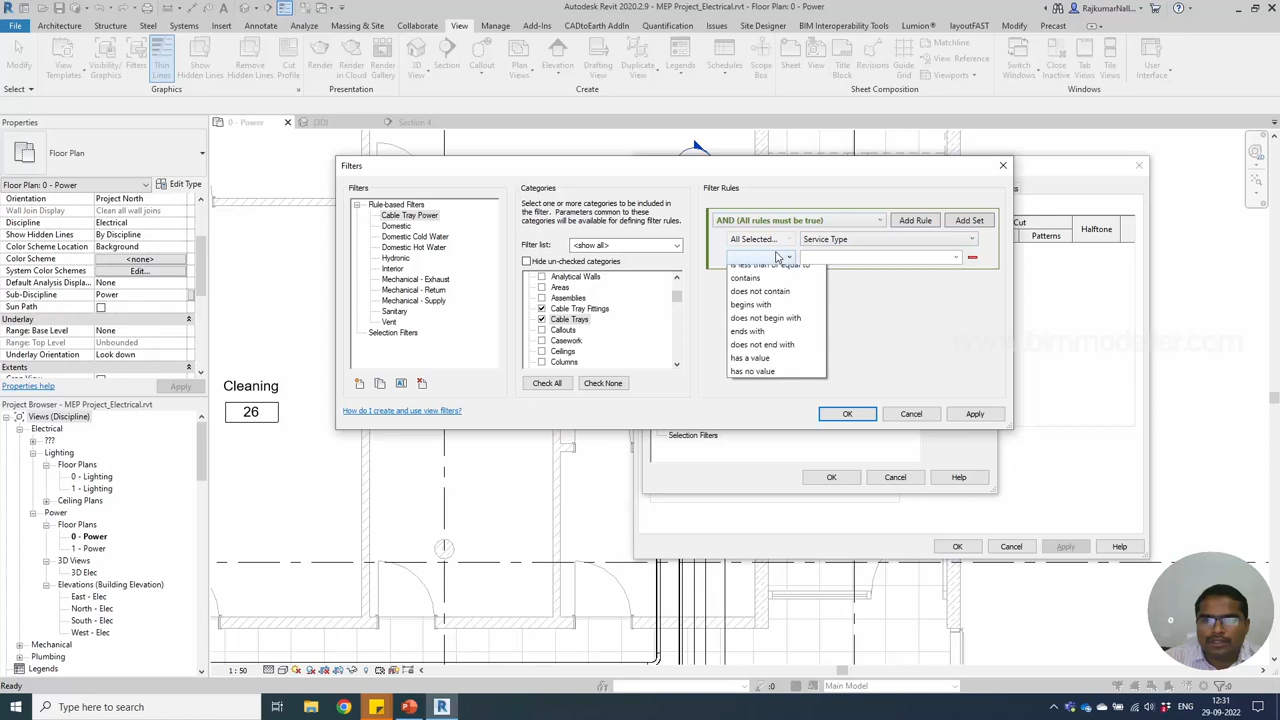 Autodesk Revit 2020.2.9 - MEP Project_Electrical.rvt - Floor Plan: 0 - Power
RajkumarNall...
File Architecture Structure Steel Systems Insert Annotate Analyze Massing & Site Collaborate View Manage Add-Ins CADtoEarth AddIn Quantification Issues Site Designer BIM Interoperability Tools Lumion® layoutFAST Modify Precast
Modify
View Templates
Visibility/ Graphics
Filters
Thin Lines
Show Hidden Lines
Remove Hidden Lines
Cut Profile
Render
Render in Cloud
Render Gallery
3D View
Section
Callout
Plan Views
Elevation
Drafting View
Duplicate View
Legends
Schedules
Scope Box
Sheet
Title Block
View
Revisions
Guide Grid
Matchline
View Reference
Viewports
Switch Windows
Close Inactive
Tab Views
Tile Views
User Interface
Select
Graphics
Presentation
Create
Sheet Composition
Windows
Properties
0 - Power
{3D}
Section 4
Floor Plan
Floor Plan: 0 - Power
Edit Type
Orientation Project North
Wall Join Display Clean all wall joins
Discipline Electrical
Show Hidden Lines By Discipline
Color Scheme Location Background
Color Scheme <none>
System Color Schemes Edit...
Default Analysis Displ... None
Sub-Discipline Power
Sun Path
Underlay
Range: Base Level None
Range: Top Level Unbounded
Underlay Orientation Look down
Extents
Properties help
Apply
Project Browser - MEP Project_Electrical.rvt
Views (Discipline)
Electrical
???
Lighting
Floor Plans
0 - Lighting
1 - Lighting
Ceiling Plans
Power
Floor Plans
0 - Power
1 - Power
3D Views
3D Elec
Elevations (Building Elevation)
East - Elec
North - Elec
South - Elec
West - Elec
Mechanical
Plumbing
Legends
Cleaning
26
Filters
Filters
Rule-based Filters
Cable Tray Power
Domestic
Domestic Cold Water
Domestic Hot Water
Hydronic
Interior
Mechanical - Exhaust
Mechanical - Return
Mechanical - Supply
Sanitary
Vent
Selection Filters
How do I create and use view filters?
Categories
Select one or more categories to be included in the filter. Parameters common to these categories will be available for defining filter rules.
Filter list: <show all>
Hide un-checked categories
Analytical Walls
Areas
Assemblies
Cable Tray Fittings
Cable Trays
Callouts
Casework
Ceilings
Columns
Check All
Check None
Filter Rules
AND (All rules must be true)
Add Rule
Add Set
All Selected...
Service Type
is less than or equal to
contains
does not contain
begins with
does not begin with
ends with
does not end with
has a value
has no value
OK
Cancel
Apply
Cut
Patterns
Halftone
Selection Filters
OK
Cancel
Help
OK
Cancel
Apply
Help
1 : 50
Ready
:0
Main Model
:0
Type here to search
ENG
12:31
29-09-2022